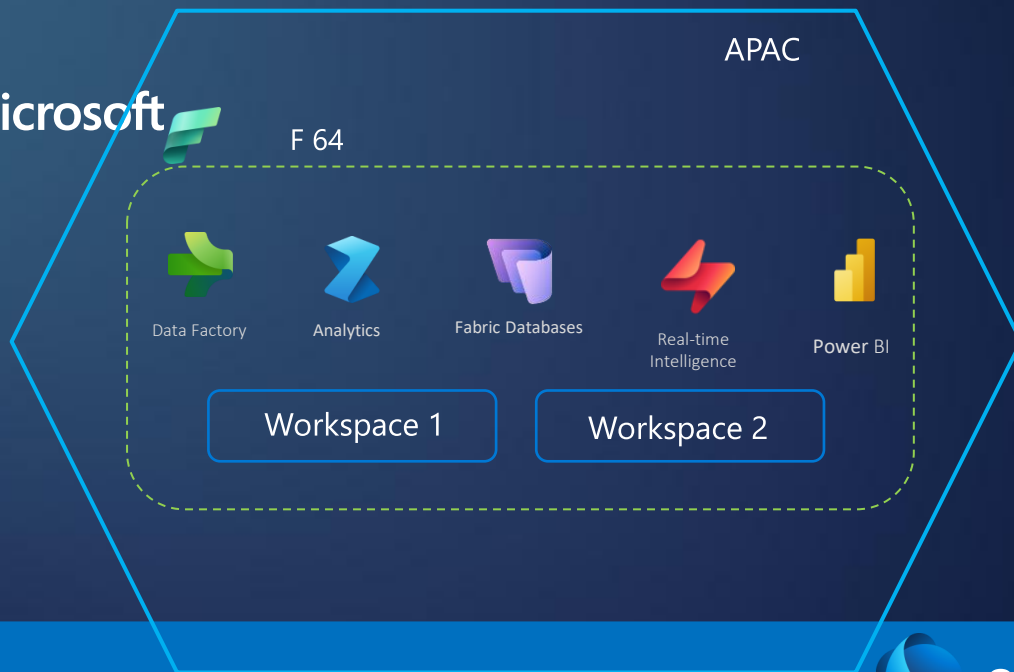 APAC
icrosoft
F 64
Data Factory
Analytics
Fabric Databases
Real-time
Intelligence
Power BI
Workspace 1
Workspace 2